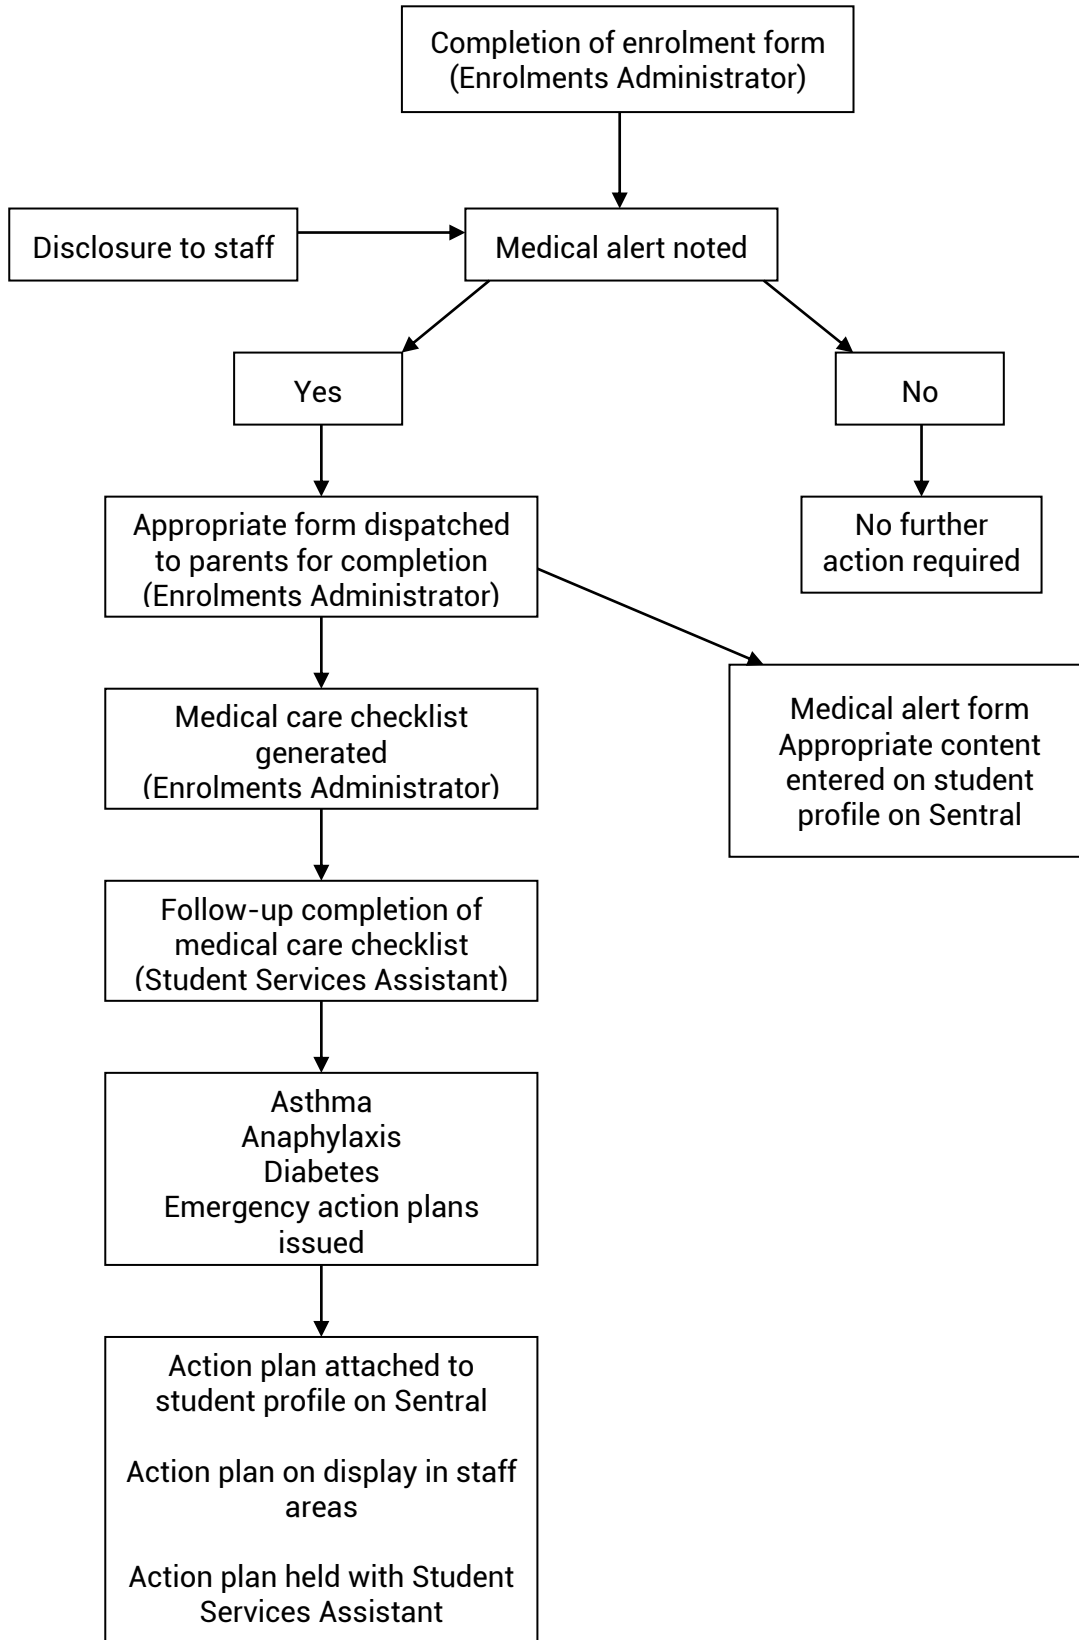 Completion of enrolment form
(Enrolments Administrator)
Disclosure to staff
Medical alert noted
Yes
No
Appropriate form dispatched
to parents for completion
(Enrolments Administrator)
No further
action required
Medical care checklist
generated
(Enrolments Administrator)
Medical alert form
Appropriate content
entered on student
profile on Sentral
Follow-up completion of
medical care checklist
(Student Services Assistant)
Asthma
Anaphylaxis
Diabetes
Emergency action plans
issued
Action plan attached to
student profile on Sentral
Action plan on display in staff
areas
Action plan held with Student
Services Assistant